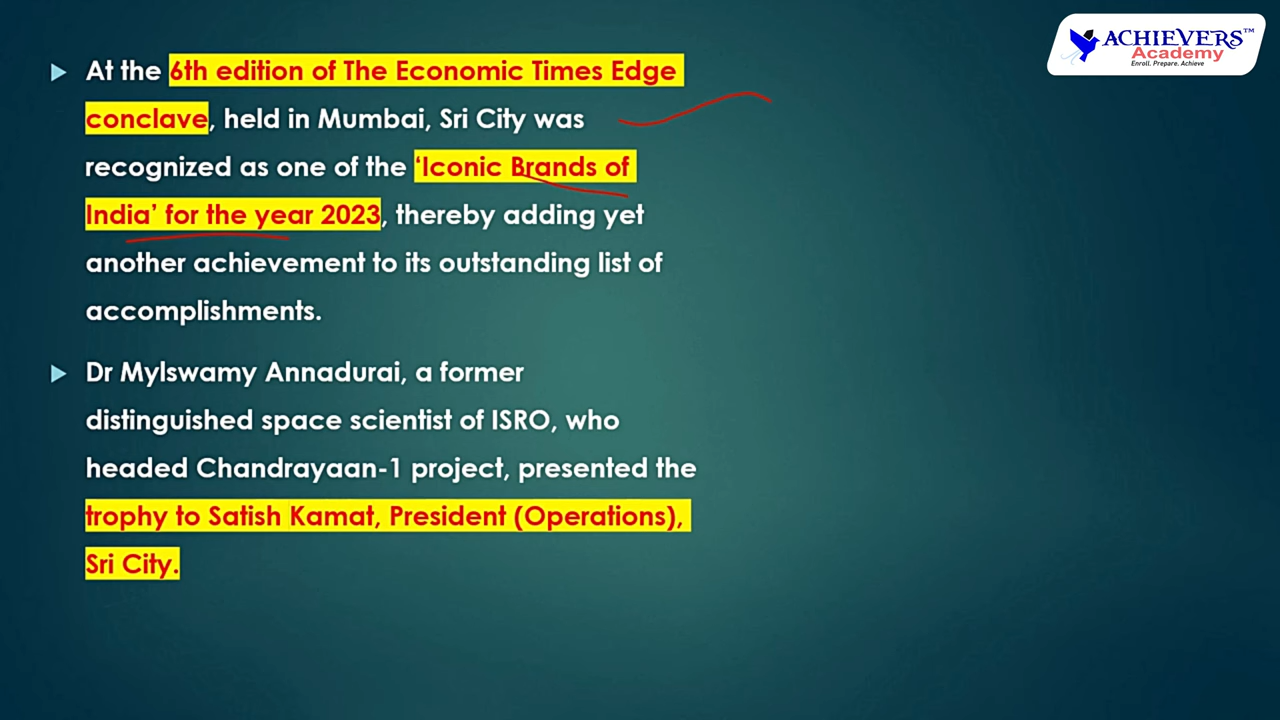 ACHIEVERS™
Academy
Enroll. Prepare. Achieve
At the 6th edition of The Economic Times Edge
conclave, held in Mumbai, Sri City was
recognized as one of the ‘Iconic Brands of
India’ for the year 2023, thereby adding yet
another achievement to its outstanding list of
accomplishments.
Dr Mylswamy Annadurai, a former
distinguished space scientist of ISRO, who
headed Chandrayaan-1 project, presented the
trophy to Satish Kamat, President (Operations),
Sri City.